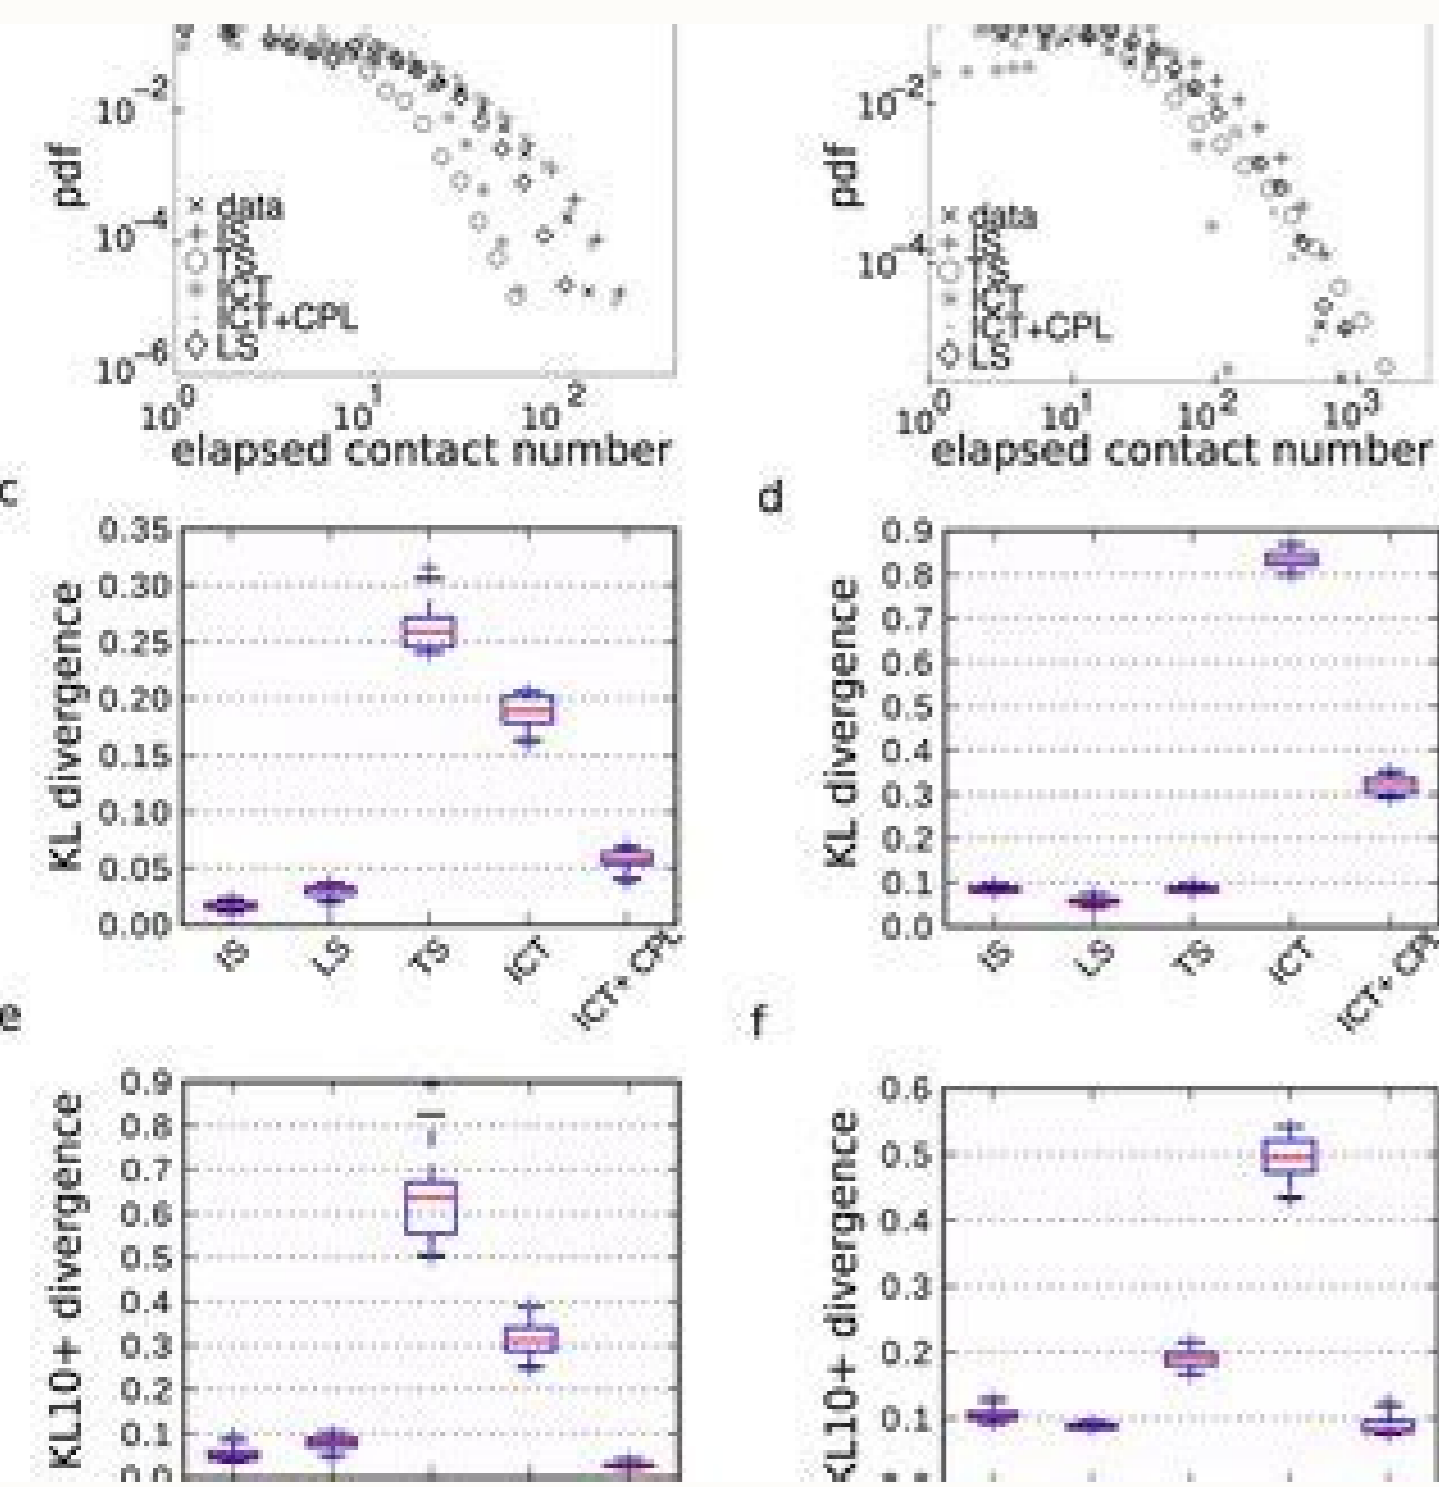 10^-2
10^-4
10^-6
pdf
× data
+ IS
○ TS
ICT
ICT+CPL
◇ LS
10^0 10^1 10^2
elapsed contact number
10^-2
10^-4
pdf
× data
+ IS
○ TS
ICT
ICT+CPL
◇ LS
10^0 10^1 10^2 10^3
elapsed contact number
c
0.35
0.30
0.25
0.20
0.15
0.10
0.05
0.00
KL divergence
IS LS TS ICT ICT+ CPL
d
0.9
0.8
0.7
0.6
0.5
0.4
0.3
0.2
0.1
0.0
KL divergence
IS LS TS ICT ICT+ CPL
e
0.9
0.8
0.7
0.6
0.5
0.4
0.3
0.2
0.1
0.0
KL10+ divergence
f
0.6
0.5
0.4
0.3
0.2
0.1
KL10+ divergence